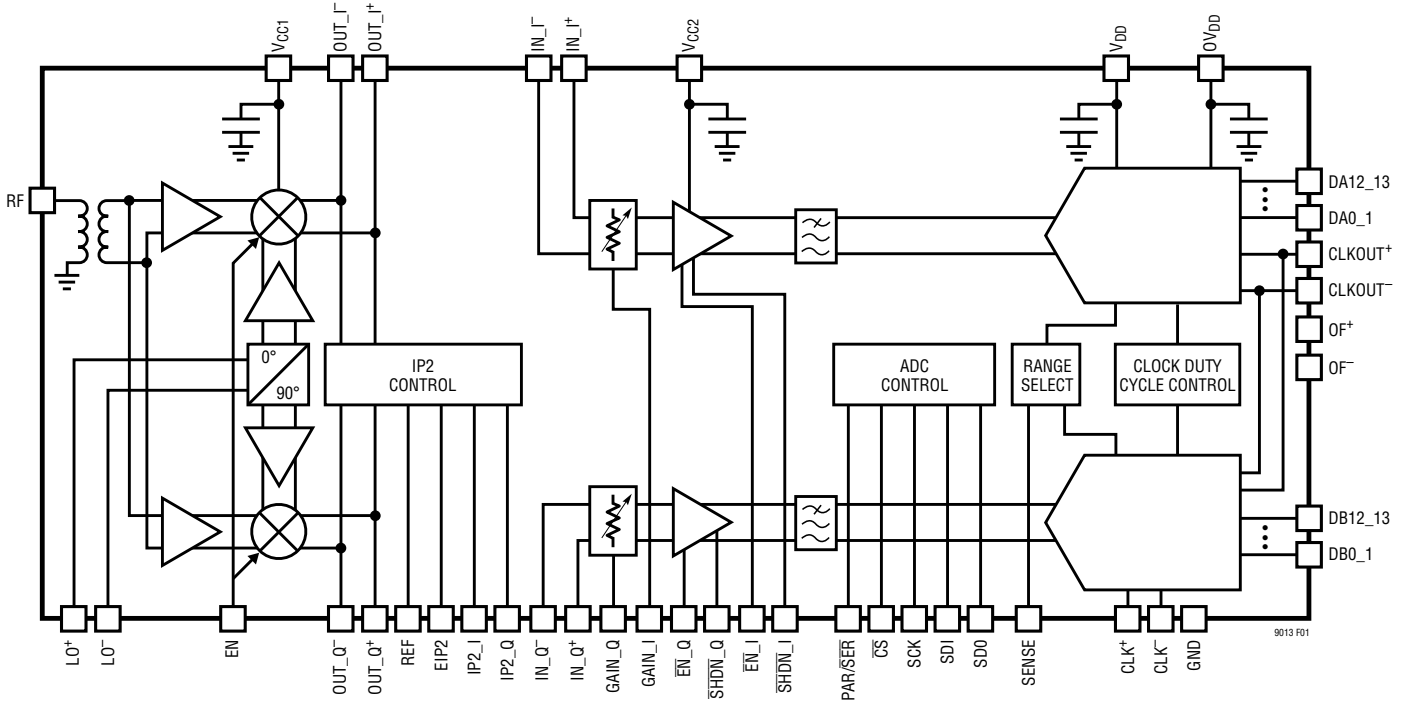 VCC1
OUT_I–
OUT_I+
IN_I–
IN_I+
VCC2
VDD
OVDD
RF
DA12_13
DA0_1
CLKOUT+
CLKOUT–
OF+
OF–
0°
90°
IP2
CONTROL
ADC
CONTROL
RANGE
SELECT
CLOCK DUTY
CYCLE CONTROL
DB12_13
DB0_1
LO+
LO–
EN
OUT_Q–
OUT_Q+
REF
EIP2
IP2_I
IP2_Q
IN_Q–
IN_Q+
GAIN_Q
GAIN_I
EN_Q
SHDN_Q
EN_I
SHDN_I
PAR/SER
CS
SCK
SDI
SD0
SENSE
CLK+
CLK–
GND
9013 F01